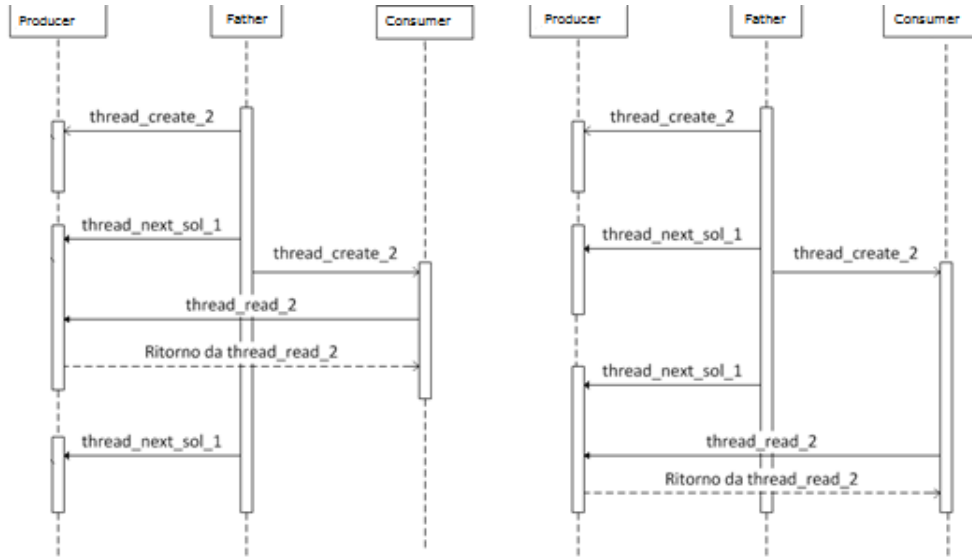 Producer
Father
Consumer
thread_create_2
thread_next_sol_1
thread_create_2
thread_read_2
Ritorno da thread_read_2
thread_next_sol_1
Producer
Father
Consumer
thread_create_2
thread_next_sol_1
thread_create_2
thread_next_sol_1
thread_read_2
Ritorno da thread_read_2